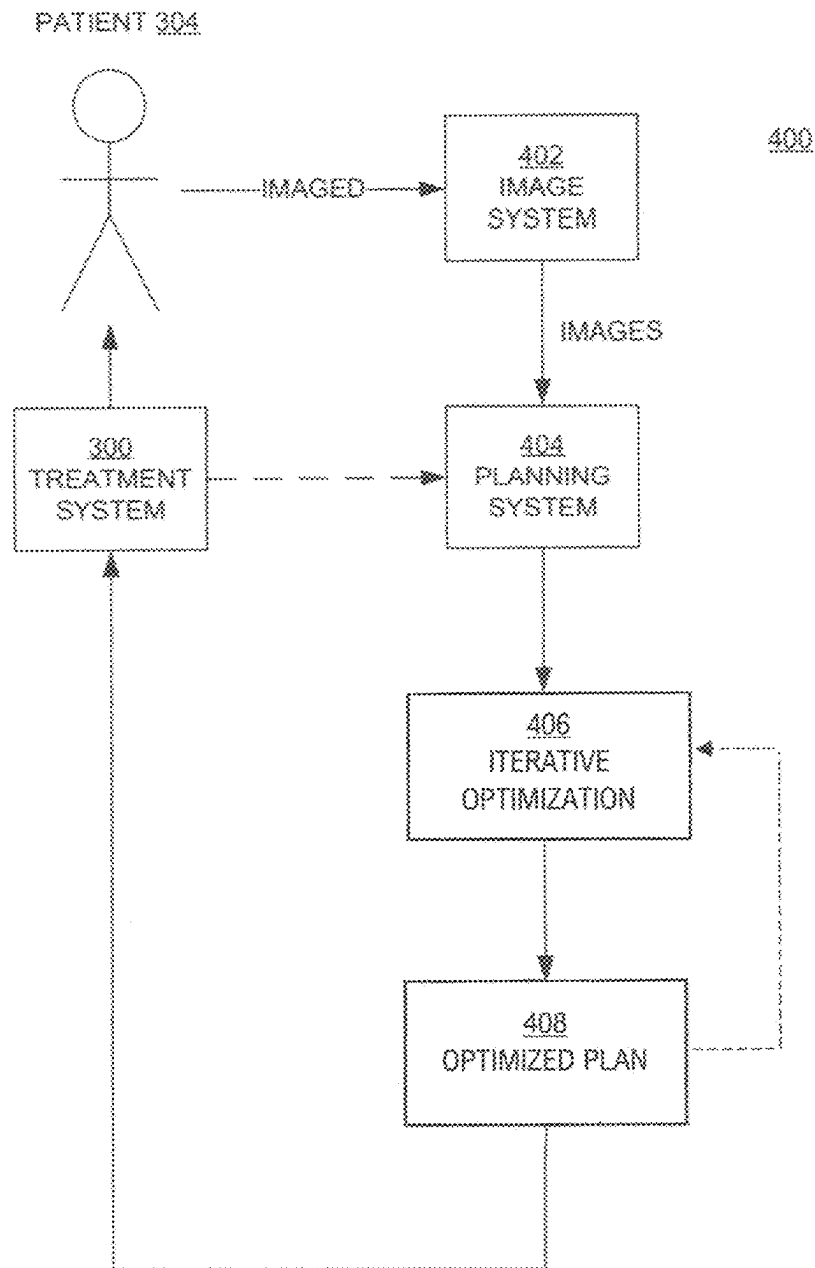 PATIENT 304
400
402
IMAGE
SYSTEM
IMAGED
IMAGES
300
TREATMENT
SYSTEM
404
PLANNING
SYSTEM
406
ITERATIVE
OPTIMIZATION
408
OPTIMIZED PLAN